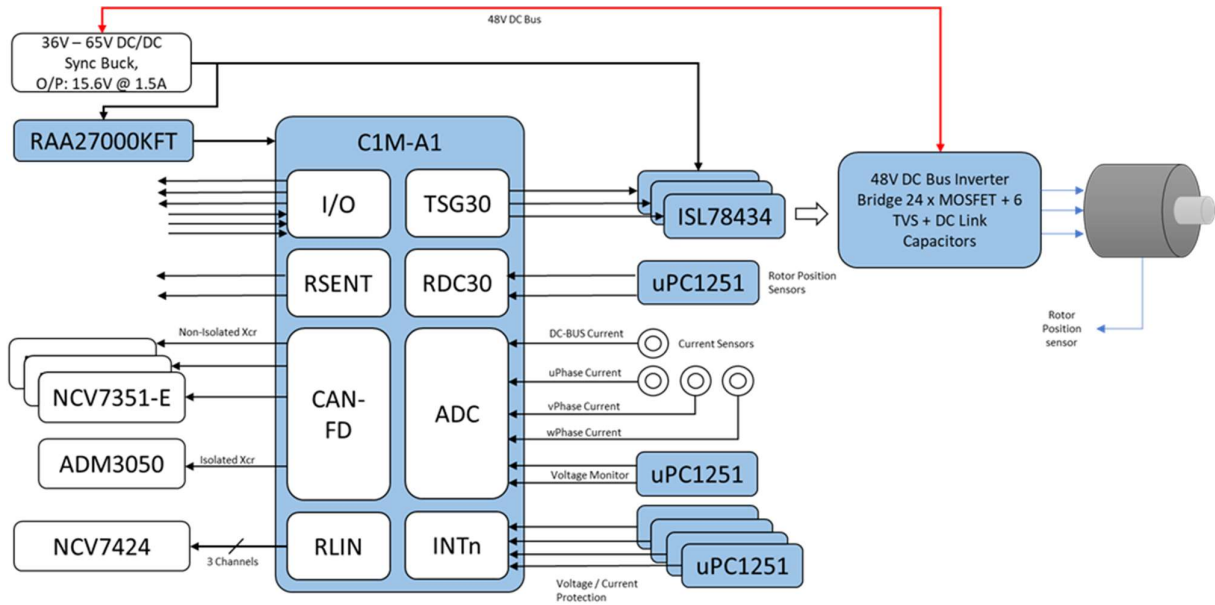 48V DC Bus
36V – 65V DC/DC
Sync Buck,
O/P: 15.6V @ 1.5A
RAA27000KFT
C1M-A1
I/O
TSG30
ISL78434
48V DC Bus Inverter
Bridge 24 x MOSFET + 6
TVS + DC Link
Capacitors
RSENT
RDC30
uPC1251
Rotor Position
Sensors
Rotor
Position
sensor
Non-Isolated Xcr
NCV7351-E
CAN-
FD
ADC
DC-BUS Current
Current Sensors
uPhase Current
vPhase Current
wPhase Current
ADM3050
Isolated Xcr
Voltage Monitor
uPC1251
NCV7424
3 Channels
RLIN
INTn
uPC1251
Voltage / Current
Protection